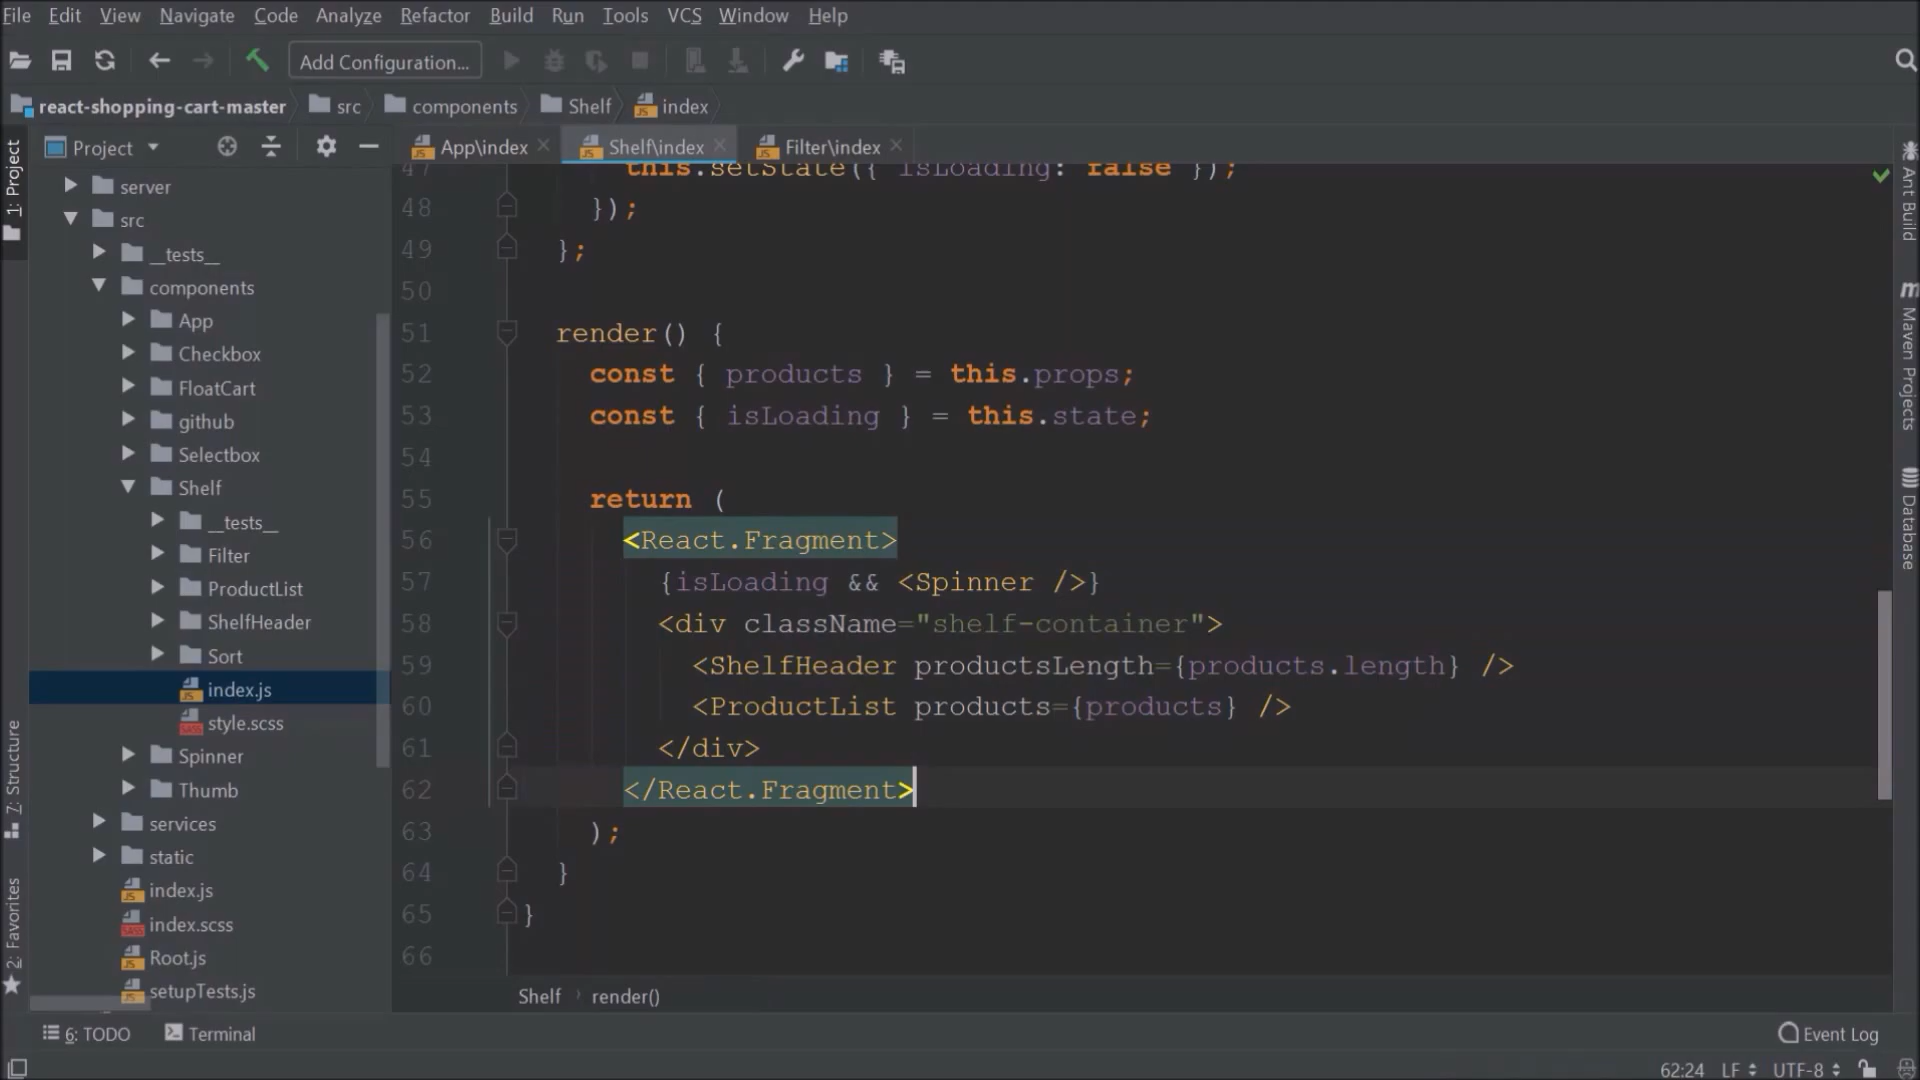 File Edit View Navigate Code Analyze Refactor Build Run Tools VCS Window Help
Add Configuration...
react-shopping-cart-master src components Shelf index
Project
App\index
Shelf\index
Filter\index
1: Project
7: Structure
2: Favorites
server
src
__tests__
components
App
Checkbox
FloatCart
github
Selectbox
Shelf
__tests__
Filter
ProductList
ShelfHeader
Sort
index.js
style.scss
Spinner
Thumb
services
static
index.js
index.scss
Root.js
setupTests.js
47 this.setState({ isLoading: false });
48 });
49 };
50
51 render() {
52 const { products } = this.props;
53 const { isLoading } = this.state;
54
55 return (
56 <React.Fragment>
57 {isLoading && <Spinner />}
58 <div className="shelf-container">
59 <ShelfHeader productsLength={products.length} />
60 <ProductList products={products} />
61 </div>
62 </React.Fragment>
63 );
64 }
65 }
66
Shelf render()
Ant Build
Maven Projects
Database
6: TODO Terminal Event Log
62:24 LF UTF-8